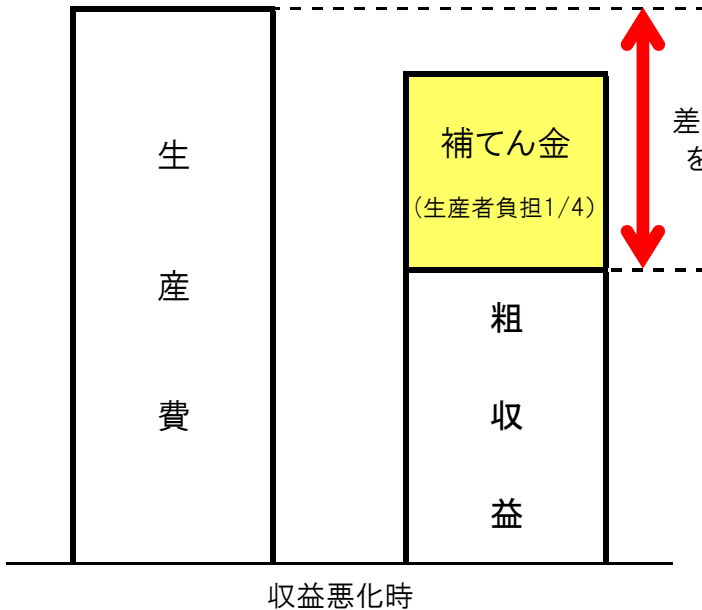 生
産
費
補てん金
(生産者負担1/4)
粗
収
益
差
を
収益悪化時